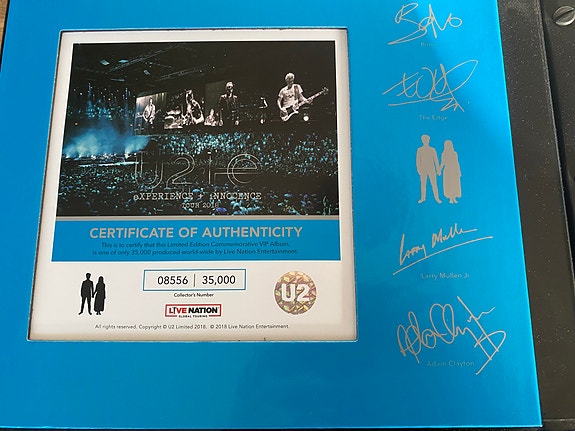 U2 ie
eXPERIENCE + iNNOCENCE
TOUR 2018
CERTIFICATE OF AUTHENTICITY
This is to certify that this Limited Edition Commemorative VIP Album,
is one of only 35,000 produced world-wide by Live Nation Entertainment.
08556 | 35,000
Collector's Number
U2
LIVE NATION
GLOBAL TOURING
All rights reserved. Copyright © U2 Limited 2018. © 2018 Live Nation Entertainment.
Bono
Bono
The Edge
Larry Mullen
Larry Mullen Jr
Adam Clayton